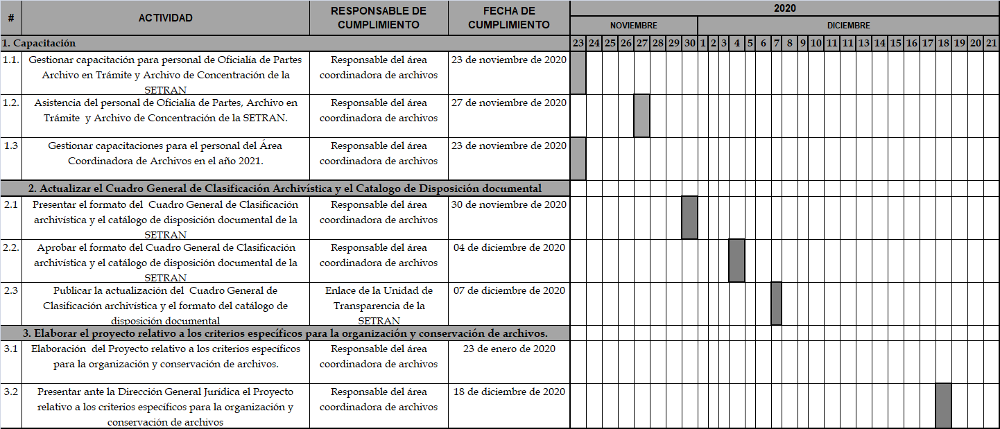 # ACTIVIDAD RESPONSABLE DE CUMPLIMIENTO FECHA DE CUMPLIMIENTO 2020
NOVIEMBRE DICIEMBRE
1. Capacitación 23 24 25 26 27 28 29 30 1 2 3 4 5 6 7 8 9 10 11 11 13 14 15 16 17 18 19 20 21
1.1. Gestionar capacitación para personal de Oficialía de Partes Responsable del área 23 de noviembre de 2020
Archivo en Trámite y Archivo de Concentración de la coordinadora de archivos
SETRAN
1.2. Asistencia del personal de Oficialía de Partes, Archivo en Responsable del área 27 de noviembre de 2020
Trámite y Archivo de Concentración de la SETRAN. coordinadora de archivos
1.3 Gestionar capacitaciones para el personal del Área Responsable del área 23 de noviembre de 2020
Coordinadora de Archivos en el año 2021. coordinadora de archivos
2. Actualizar el Cuadro General de Clasificación Archivística y el Catalogo de Disposición documental
2.1 Presentar el formato del Cuadro General de Clasificación Responsable del área 30 de noviembre de 2020
archivística y el catálogo de disposición documental de la coordinadora de archivos
SETRAN
2.2. Aprobar el formato del Cuadro General de Clasificación Responsable del área 04 de diciembre de 2020
archivística y el catálogo de disposición documental de la coordinadora de archivos
SETRAN
2.3 Publicar la actualización del Cuadro General de Enlace de la Unidad de 07 de diciembre de 2020
Clasificación archivística y el formato del catálogo de Transparencia de la
disposición documental SETRAN
3. Elaborar el proyecto relativo a los criterios específicos para la organización y conservación de archivos.
3.1 Elaboración del Proyecto relativo a los criterios específicos Responsable del área 23 de enero de 2020
para la organización y conservación de archivos. coordinadora de archivos
3.2 Presentar ante la Dirección General Jurídica el Proyecto Responsable del área 18 de diciembre de 2020
relativo a los criterios específicos para la organización y coordinadora de archivos
conservación de archivos